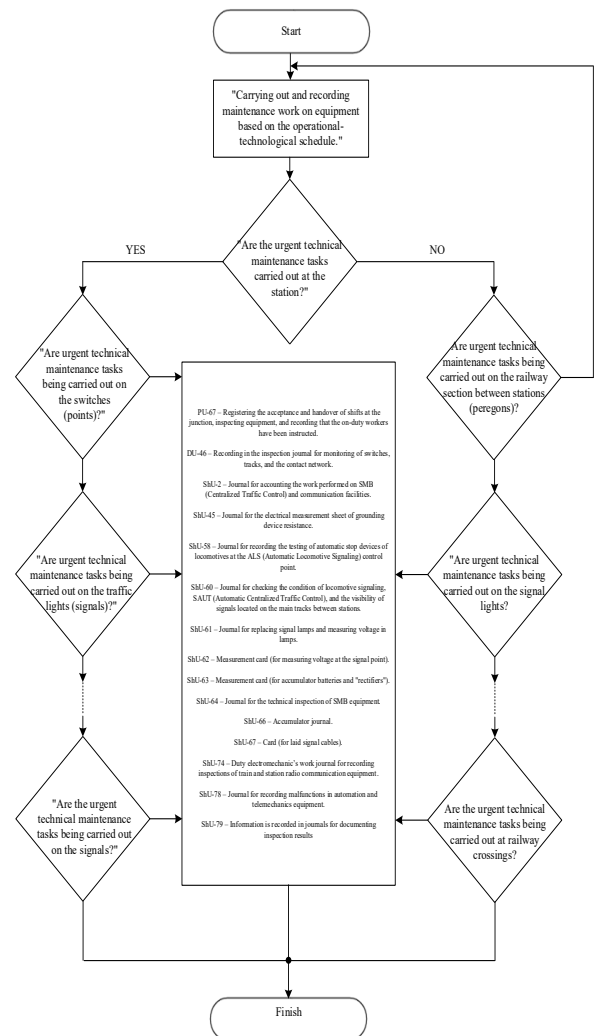 Start
"Carrying out and recording
maintenance work on equipment
based on the operational-
technological schedule."
YES
"Are the urgent technical
maintenance tasks
carried out at the
station?"
NO
"Are urgent technical
maintenance tasks
being carried out on
the switches
(points)?"
Are urgent technical
maintenance tasks being
carried out on the railway
section between stations
(peregons)?
PU-67 – Registering the acceptance and handover of shifts at the
junction, inspecting equipment, and recording that the on-duty workers
have been instructed.
DU-46 – Recording in the inspection journal for monitoring of switches,
tracks, and the contact network.
ShU-2 – Journal for accounting the work performed on SMB
(Centralized Traffic Control) and communication facilities.
ShU-45 – Journal for the electrical measurement sheet of grounding
device resistance.
ShU-58 – Journal for recording the testing of automatic stop devices of
locomotives at the ALS (Automatic Locomotive Signaling) control
point.
ShU-60 – Journal for checking the condition of locomotive signaling,
SAUT (Automatic Centralized Traffic Control), and the visibility of
signals located on the main tracks between stations.
ShU-61 – Journal for replacing signal lamps and measuring voltage in
lamps.
ShU-62 – Measurement card (for measuring voltage at the signal point).
ShU-63 – Measurement card (for accumulator batteries and "rectifiers").
ShU-64 – Journal for the technical inspection of SMB equipment.
ShU-66 – Accumulator journal.
ShU-67 – Card (for laid signal cables).
ShU-74 – Duty electromechanic's work journal for recording
inspections of train and station radio communication equipment.
ShU-78 – Journal for recording malfunctions in automation and
telemechanics equipment.
ShU-79 – Information is recorded in journals for documenting
inspection results
"Are urgent technical
maintenance tasks being
carried out on the traffic
lights (signals)?"
"Are urgent technical
maintenance tasks being
carried out on the signal
lights?
"Are the urgent
technical maintenance
tasks being carried out
on the signals?"
Are the urgent technical
maintenance tasks being
carried out at railway
crossings?
Finish